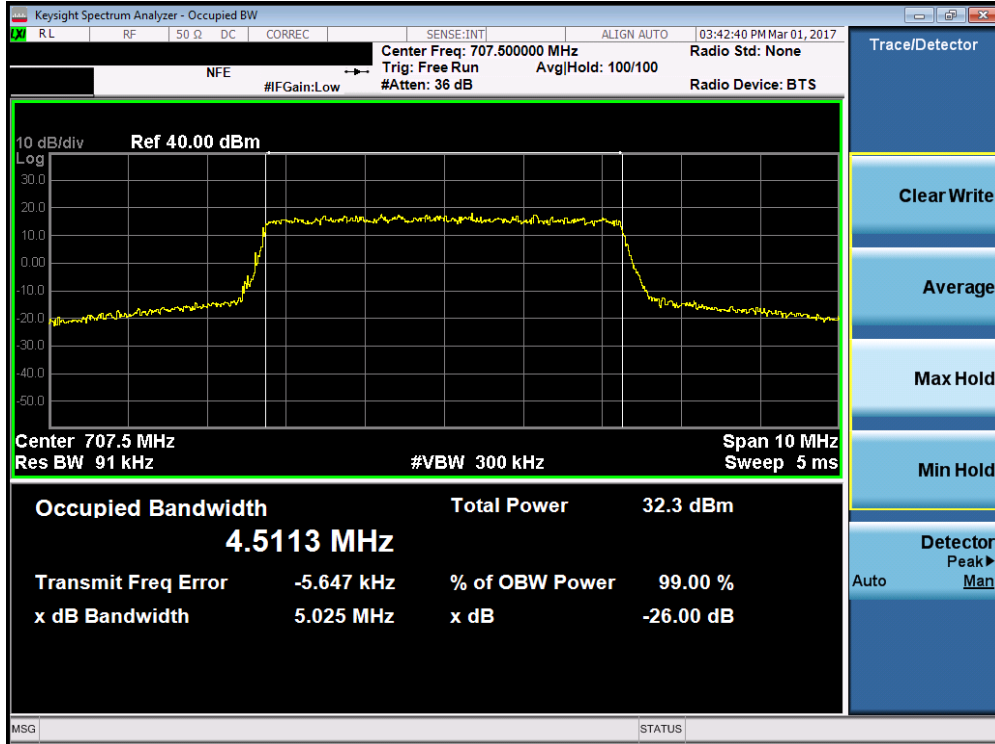 Keysight Spectrum Analyzer - Occupied BW
LXI RL RF 50 Ω DC CORREC SENSE:INT ALIGN AUTO 03:42:40 PM Mar 01, 2017
Center Freq: 707.500000 MHz Radio Std: None
NFE Trig: Free Run Avg|Hold: 100/100
#IFGain:Low #Atten: 36 dB Radio Device: BTS
10 dB/div Ref 40.00 dBm
Log
30.0
20.0
10.0
0.00
-10.0
-20.0
-30.0
-40.0
-50.0
Center 707.5 MHz Span 10 MHz
Res BW 91 kHz #VBW 300 kHz Sweep 5 ms
Occupied Bandwidth Total Power 32.3 dBm
4.5113 MHz
Transmit Freq Error -5.647 kHz % of OBW Power 99.00 %
x dB Bandwidth 5.025 MHz x dB -26.00 dB
MSG STATUS
Trace/Detector
Clear Write
Average
Max Hold
Min Hold
Detector
Peak▶
Auto Man